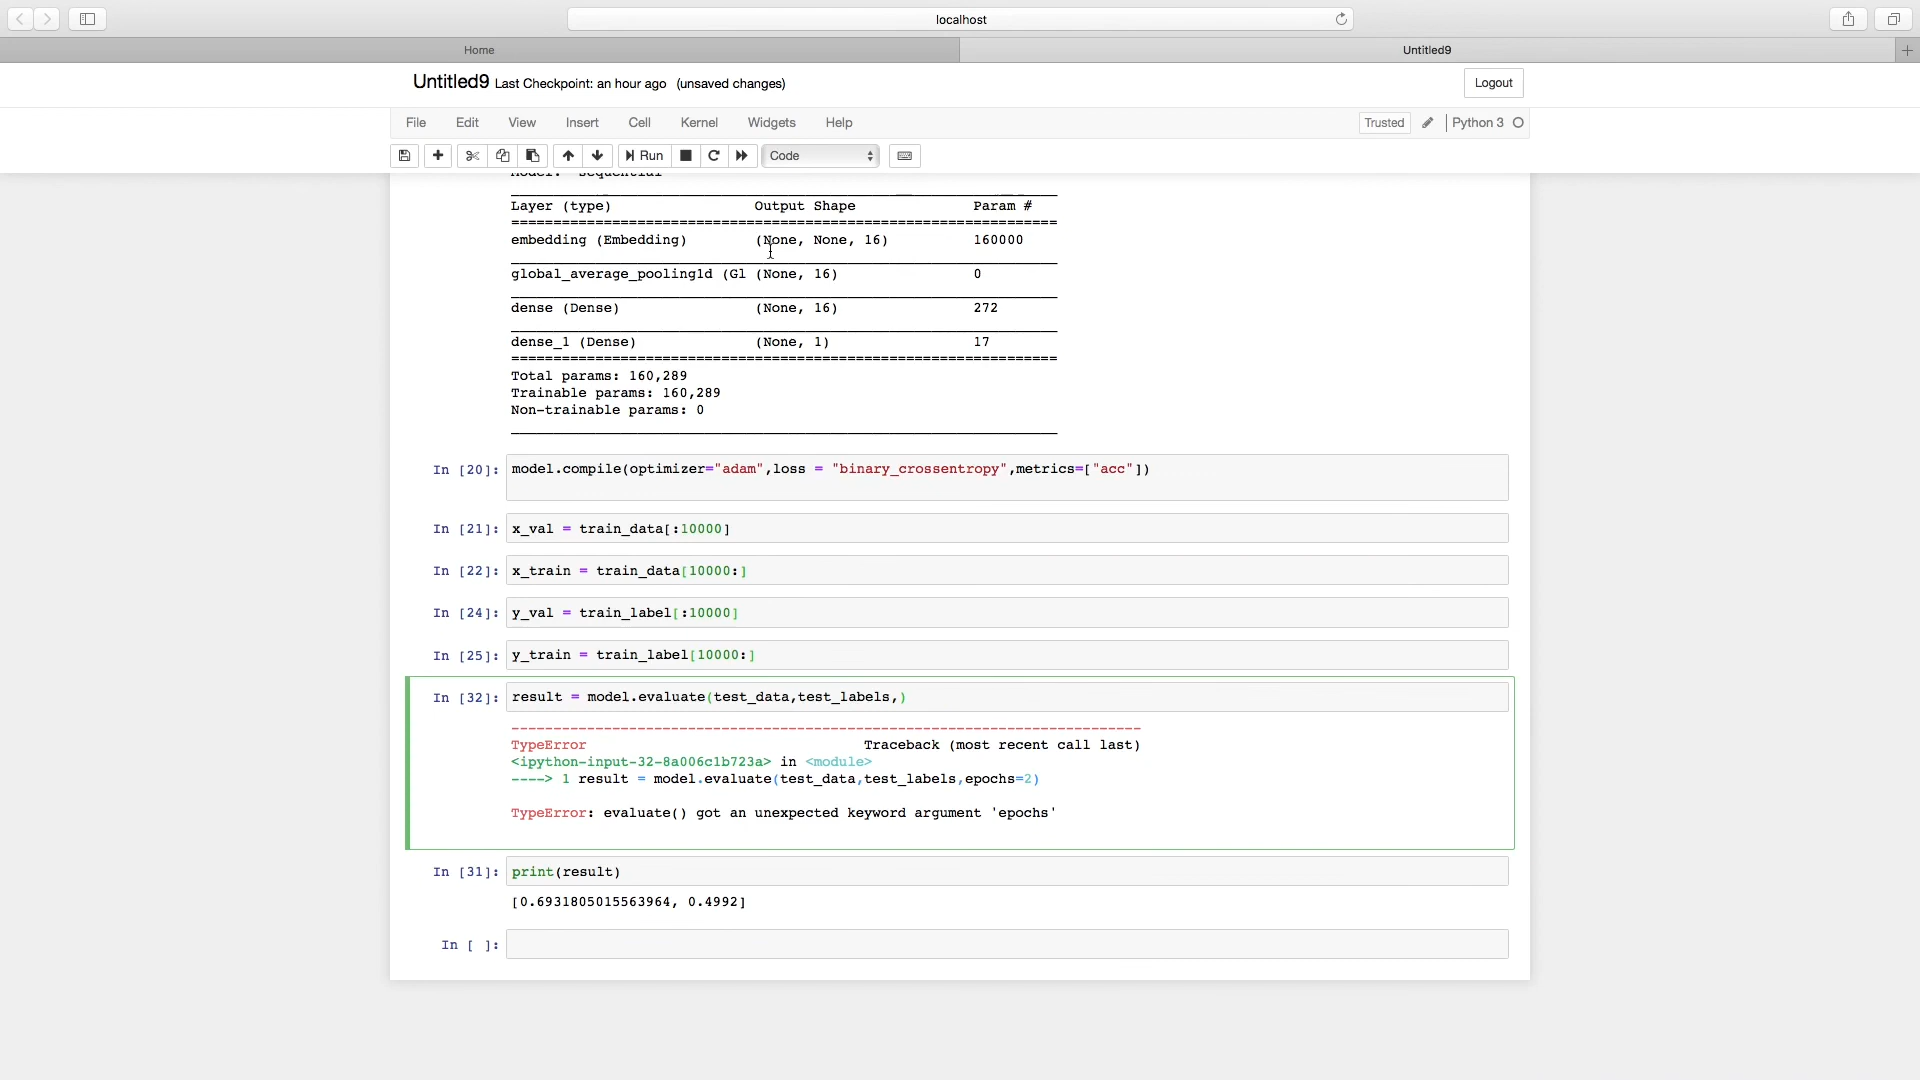 localhost
Home
Untitled9
Untitled9 Last Checkpoint: an hour ago (unsaved changes)
Logout
File Edit View Insert Cell Kernel Widgets Help
Trusted Python 3
Run Code
Model: "sequential"
Layer (type) Output Shape Param #
embedding (Embedding) (None, None, 16) 160000
global_average_pooling1d (Gl (None, 16) 0
dense (Dense) (None, 16) 272
dense_1 (Dense) (None, 1) 17
Total params: 160,289
Trainable params: 160,289
Non-trainable params: 0
In [20]: model.compile(optimizer="adam",loss = "binary_crossentropy",metrics=["acc"])
In [21]: x_val = train_data[:10000]
In [22]: x_train = train_data[10000:]
In [24]: y_val = train_label[:10000]
In [25]: y_train = train_label[10000:]
In [32]: result = model.evaluate(test_data,test_labels,)
TypeError Traceback (most recent call last)
<ipython-input-32-8a006c1b723a> in <module>
----> 1 result = model.evaluate(test_data,test_labels,epochs=2)
TypeError: evaluate() got an unexpected keyword argument 'epochs'
In [31]: print(result)
[0.6931805015563964, 0.4992]
In [ ]: